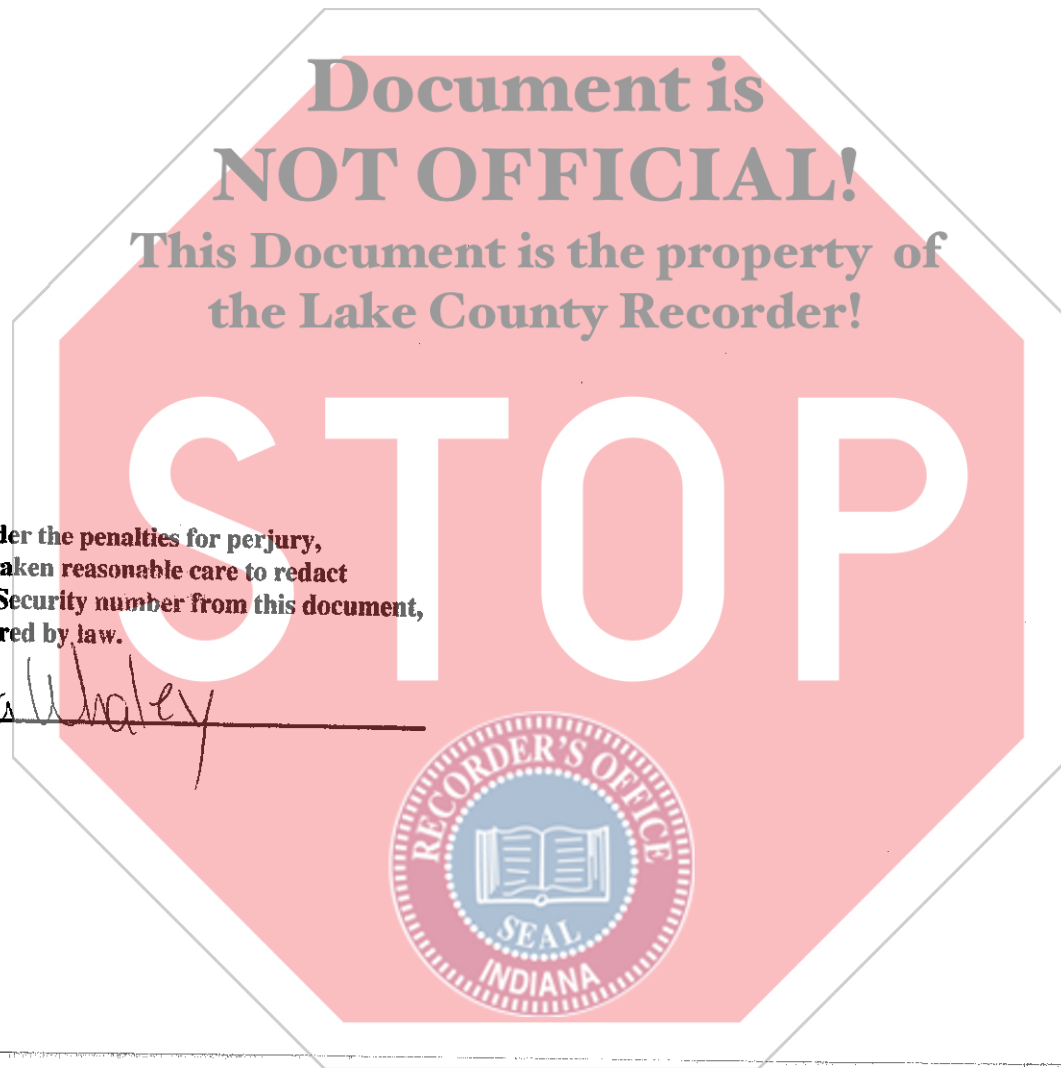 Document is
NOT OFFICIAL!
This Document is the property of
the Lake County Recorder!
STOP
der the penalties for perjury,
aken reasonable care to redact
Security number from this document,
red by law.
a Whaley
RECORDER'S OFFICE
SEAL
INDIANA